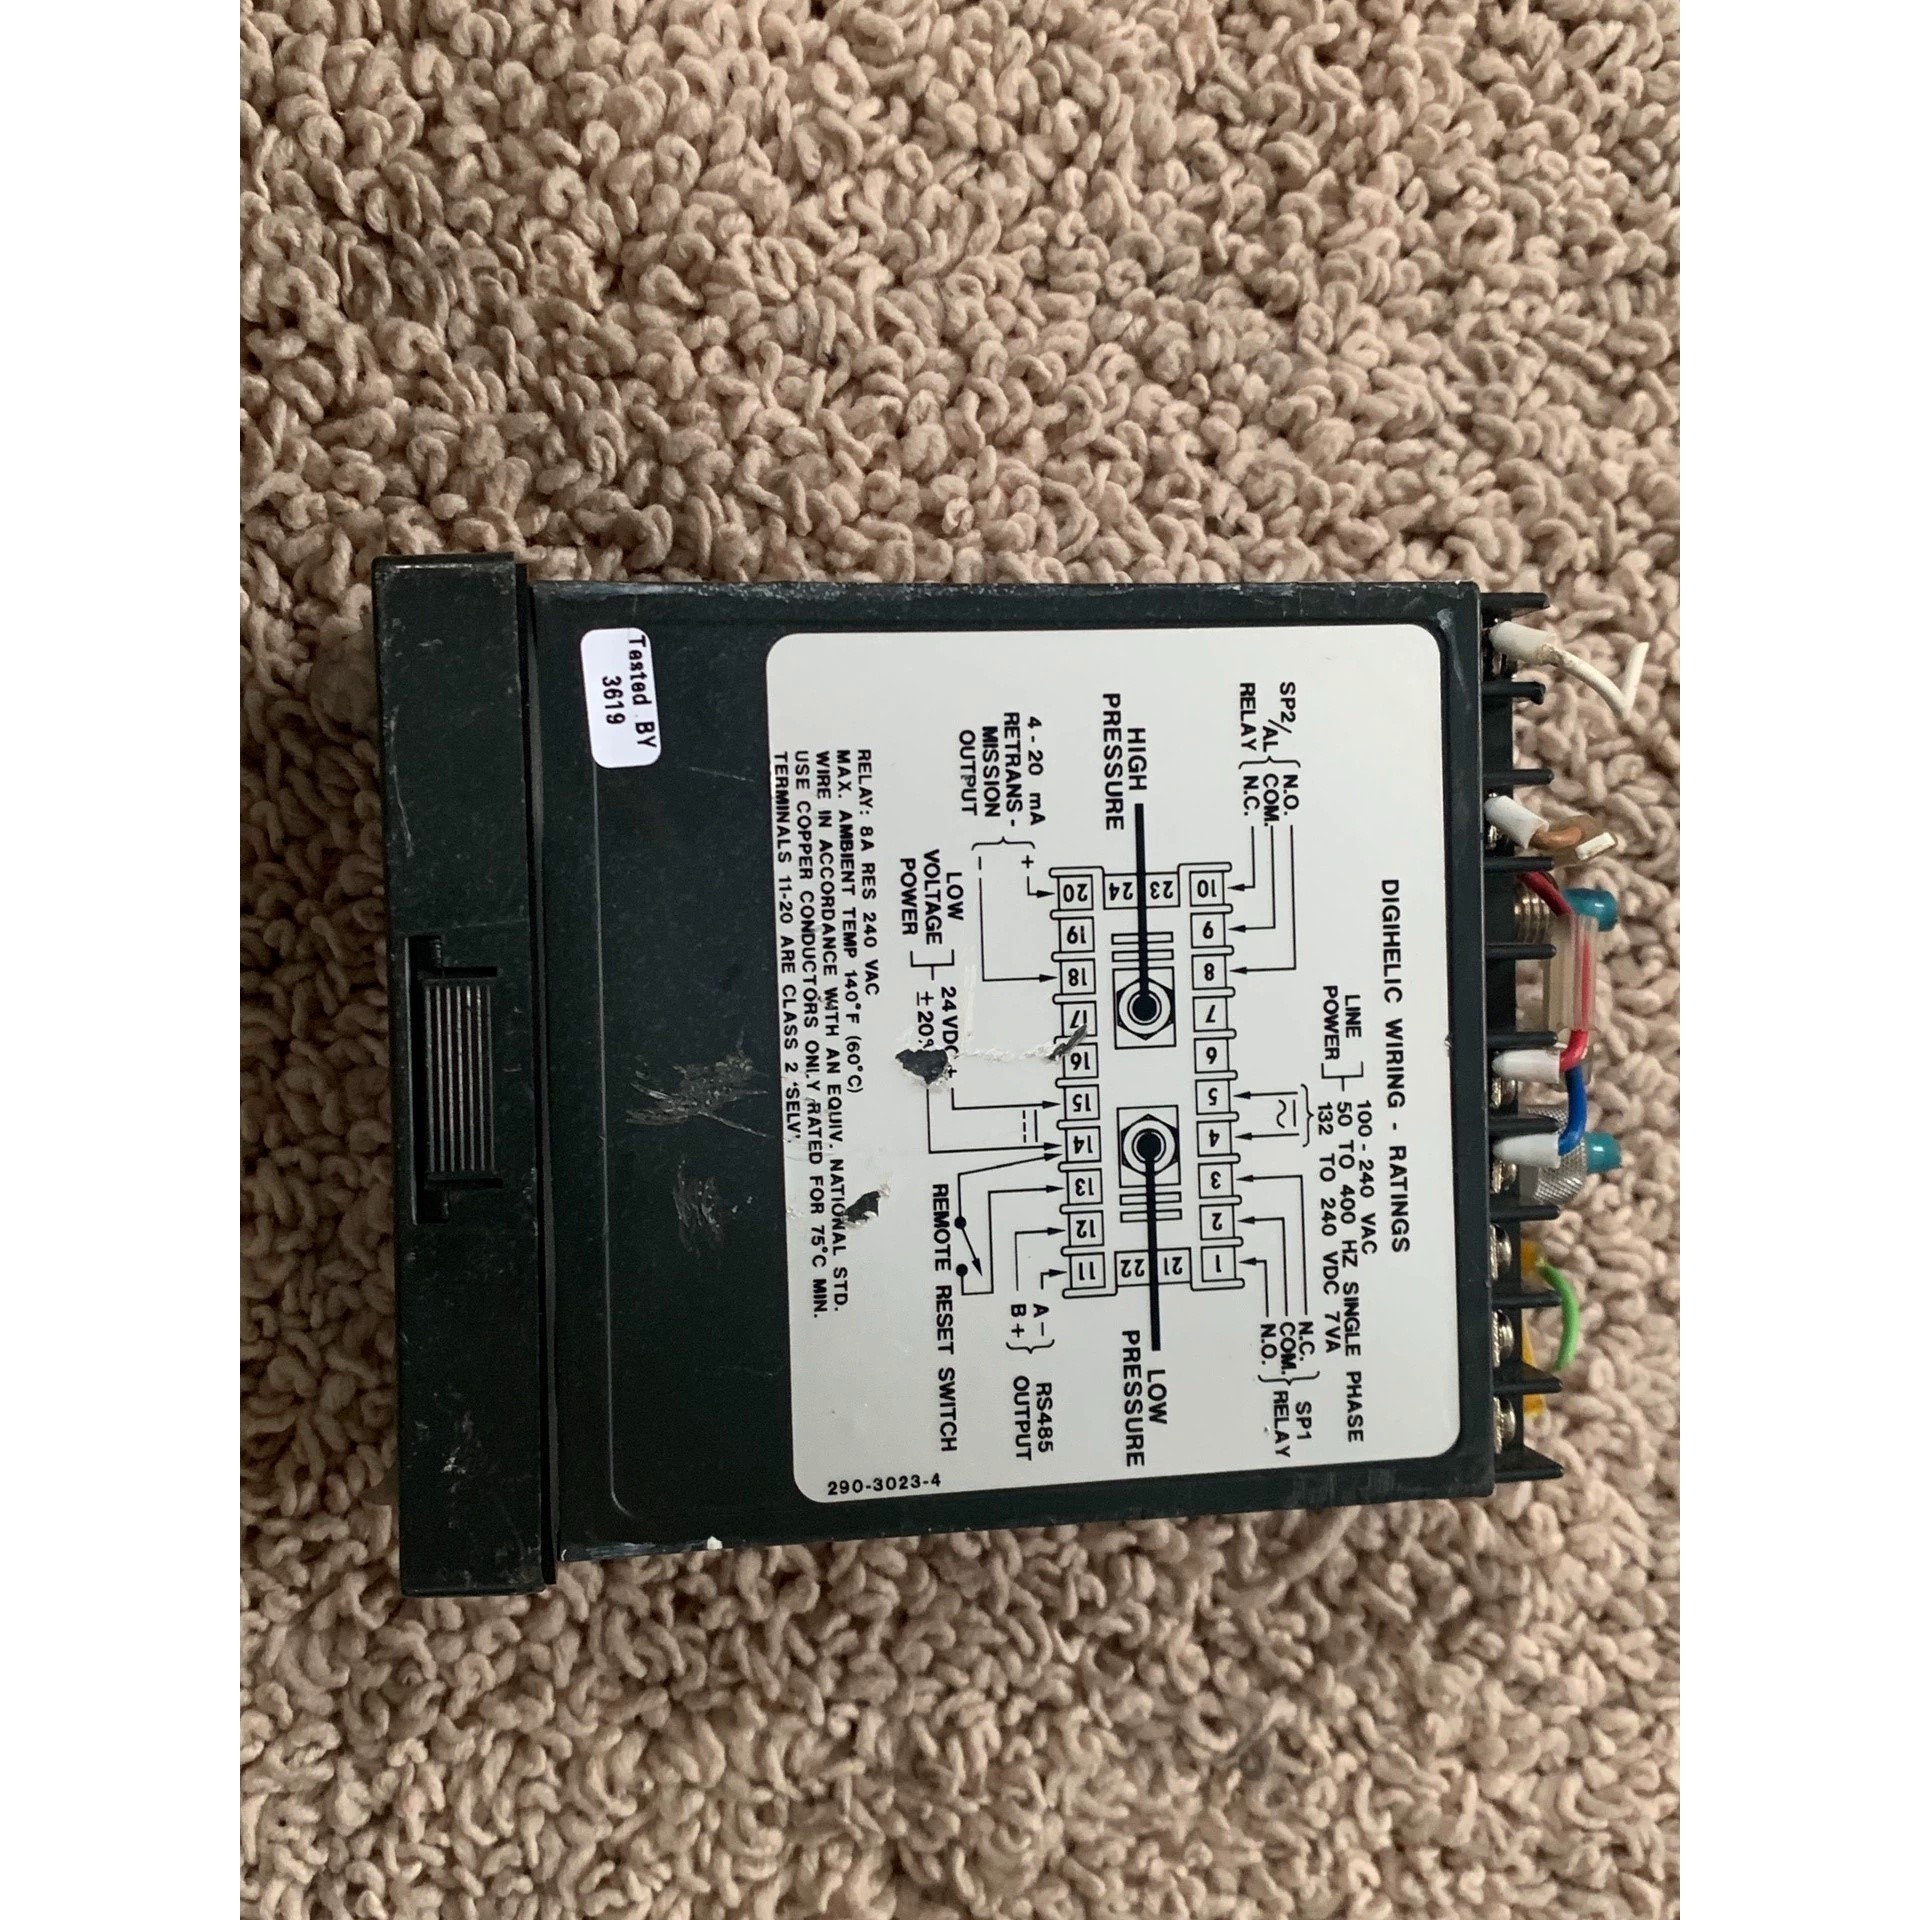 DIGIHELIC WIRING - RATINGS
LINE
POWER
100-240 VAC
50 TO 400 HZ SINGLE PHASE
132 TO 240 VDC 7VA
SP2/AL
RELAY
N.O.
COM.
N.C.
N.C.
COM.
N.O.
SP1
RELAY
10 9 8 7 6 5 4 3 2 1
HIGH
PRESSURE
23
24
21
22
LOW
PRESSURE
20 19 18 17 16 15 14 13 12 11
4 - 20 mA
RETRANS-
MISSION
OUTPUT
+
-
LOW
VOLTAGE
POWER
24 VDC
± 20%
+
A-
B+
RS485
OUTPUT
REMOTE RESET SWITCH
RELAY: 8A RES 240 VAC
MAX. AMBIENT TEMP 140°F (60°C)
WIRE IN ACCORDANCE WITH AN EQUIV. NATIONAL STD.
USE COPPER CONDUCTORS ONLY RATED FOR 75°C MIN.
TERMINALS 11-20 ARE CLASS 2 'SELV'.
290-3023-4
Tested BY
3619